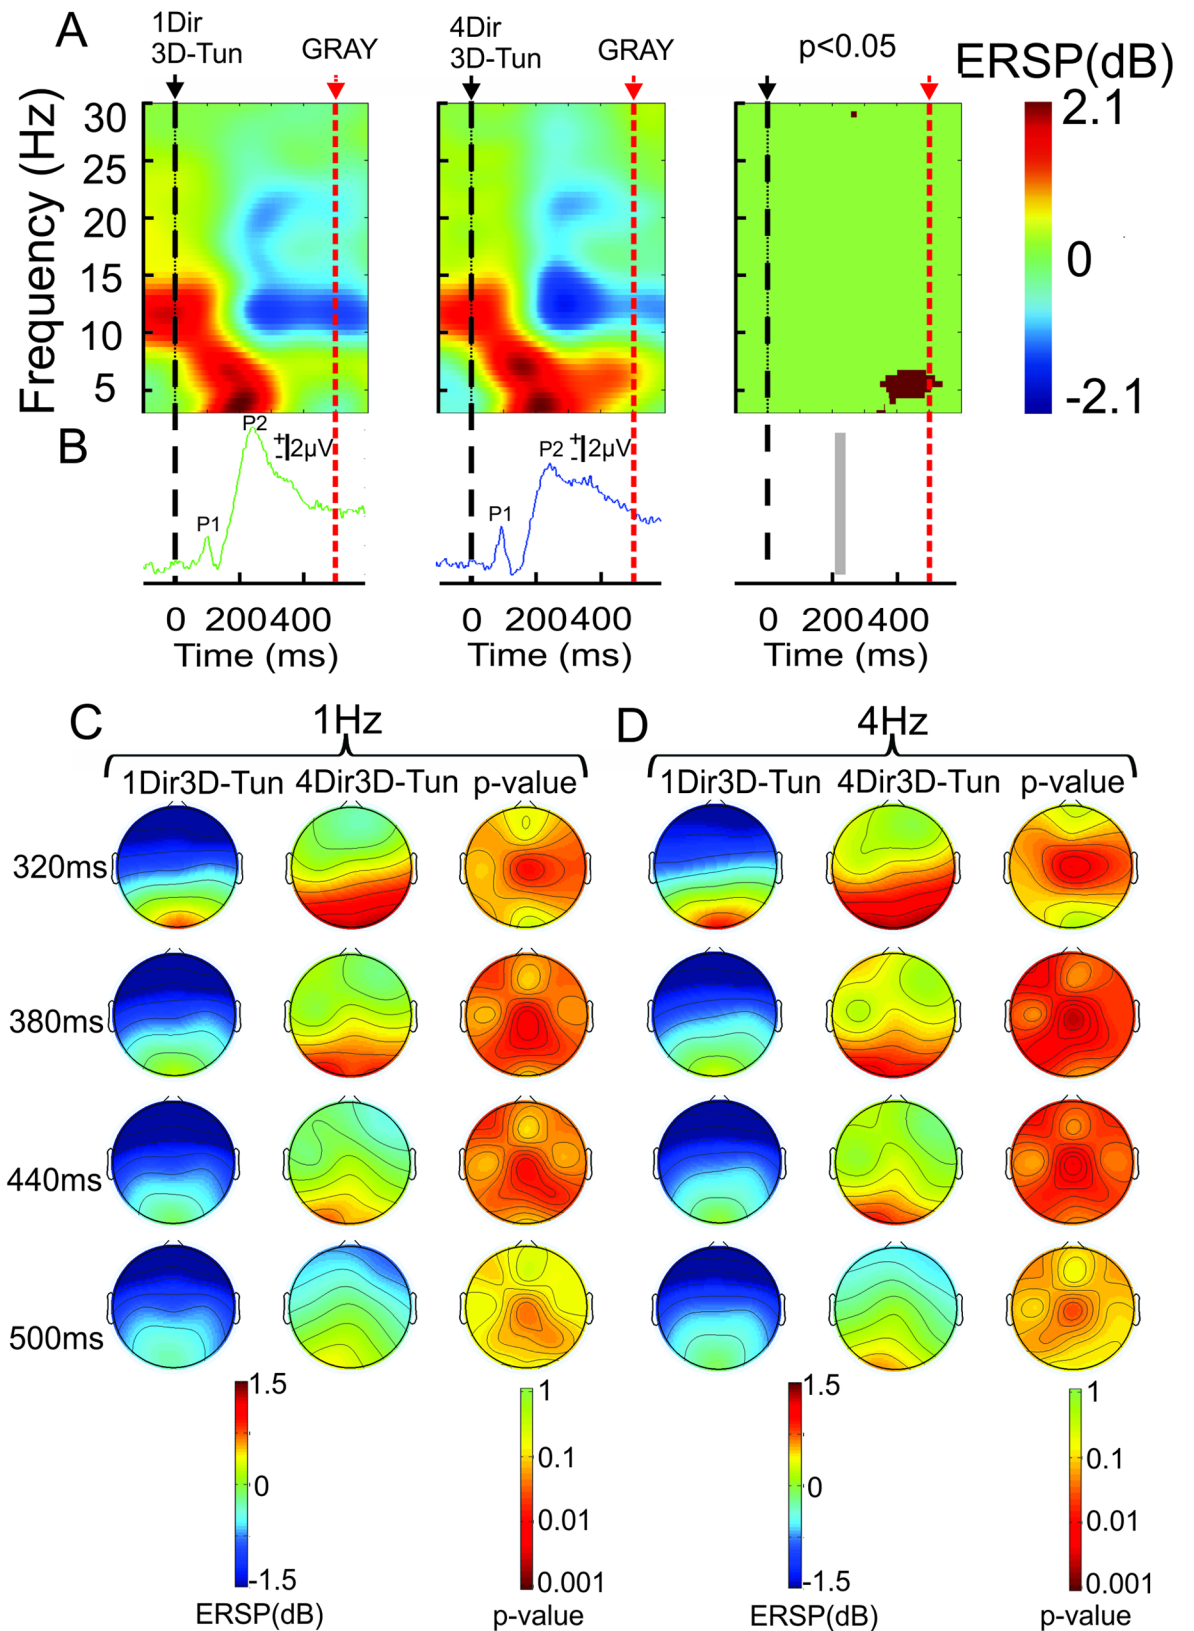 A
1Dir
3D-Tun
GRAY
4Dir
3D-Tun
GRAY
p<0.05
ERSP(dB)
Frequency (Hz)
30
25
20
15
10
5
2.1
0
-2.1
B
P1
P2
+
-
2µV
P1
P2
+
-
2µV
0 200 400
Time (ms)
0 200 400
Time (ms)
0 200 400
Time (ms)
C
1Hz
D
4Hz
1Dir3D-Tun 4Dir3D-Tun p-value
1Dir3D-Tun 4Dir3D-Tun p-value
320ms
380ms
440ms
500ms
1.5
0
-1.5
ERSP(dB)
1
0.1
0.01
0.001
p-value
1.5
0
-1.5
ERSP(dB)
1
0.1
0.01
0.001
p-value